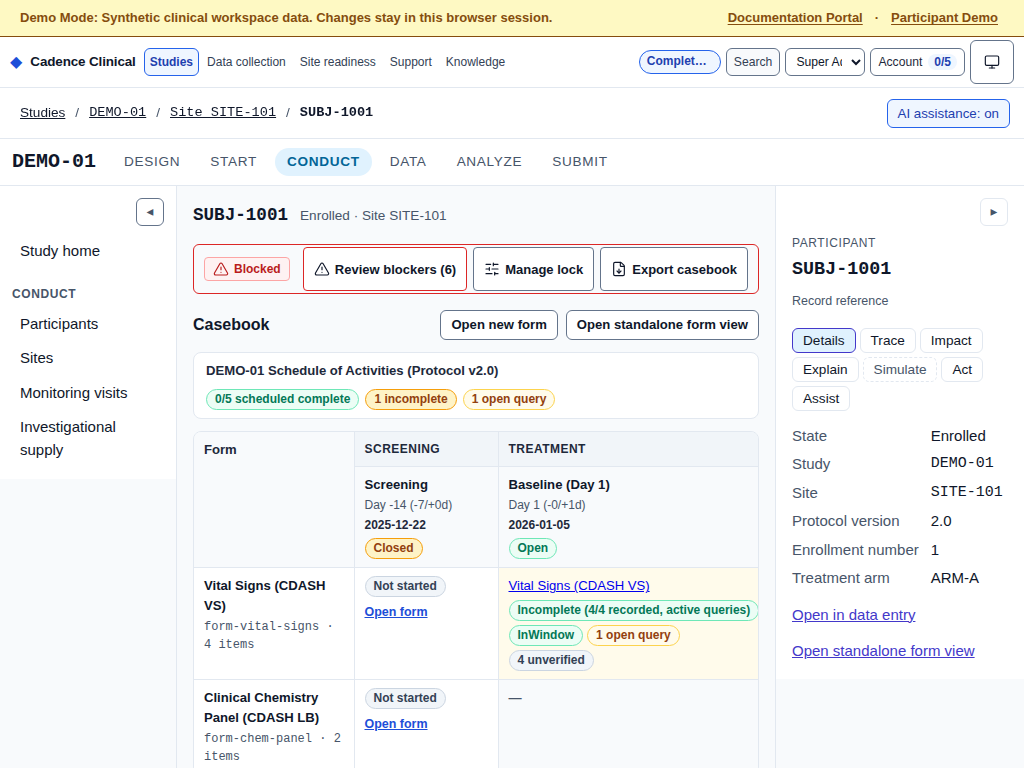 Demo Mode: Synthetic clinical workspace data. Changes stay in this browser session. Documentation Portal · Participant Demo
Cadence Clinical Studies Data collection Site readiness Support Knowledge Complet... Search Super Ac Account 0/5
Studies / DEMO-01 / Site SITE-101 / SUBJ-1001 AI assistance: on
DEMO-01 DESIGN START CONDUCT DATA ANALYZE SUBMIT
Study home
CONDUCT
Participants
Sites
Monitoring visits
Investigational
supply
SUBJ-1001 Enrolled · Site SITE-101
Blocked Review blockers (6) Manage lock Export casebook
Casebook Open new form Open standalone form view
DEMO-01 Schedule of Activities (Protocol v2.0)
0/5 scheduled complete 1 incomplete 1 open query
Form SCREENING TREATMENT
Screening
Day -14 (-7/+0d)
2025-12-22
Closed
Baseline (Day 1)
Day 1 (-0/+1d)
2026-01-05
Open
Vital Signs (CDASH
VS)
form-vital-signs ·
4 items
Not started
Open form
Vital Signs (CDASH VS)
Incomplete (4/4 recorded, active queries)
InWindow 1 open query
4 unverified
Clinical Chemistry
Panel (CDASH LB)
form-chem-panel · 2
items
Not started
Open form
—
PARTICIPANT
SUBJ-1001
Record reference
Details Trace Impact
Explain Simulate Act
Assist
State Enrolled
Study DEMO-01
Site SITE-101
Protocol version 2.0
Enrollment number 1
Treatment arm ARM-A
Open in data entry
Open standalone form view